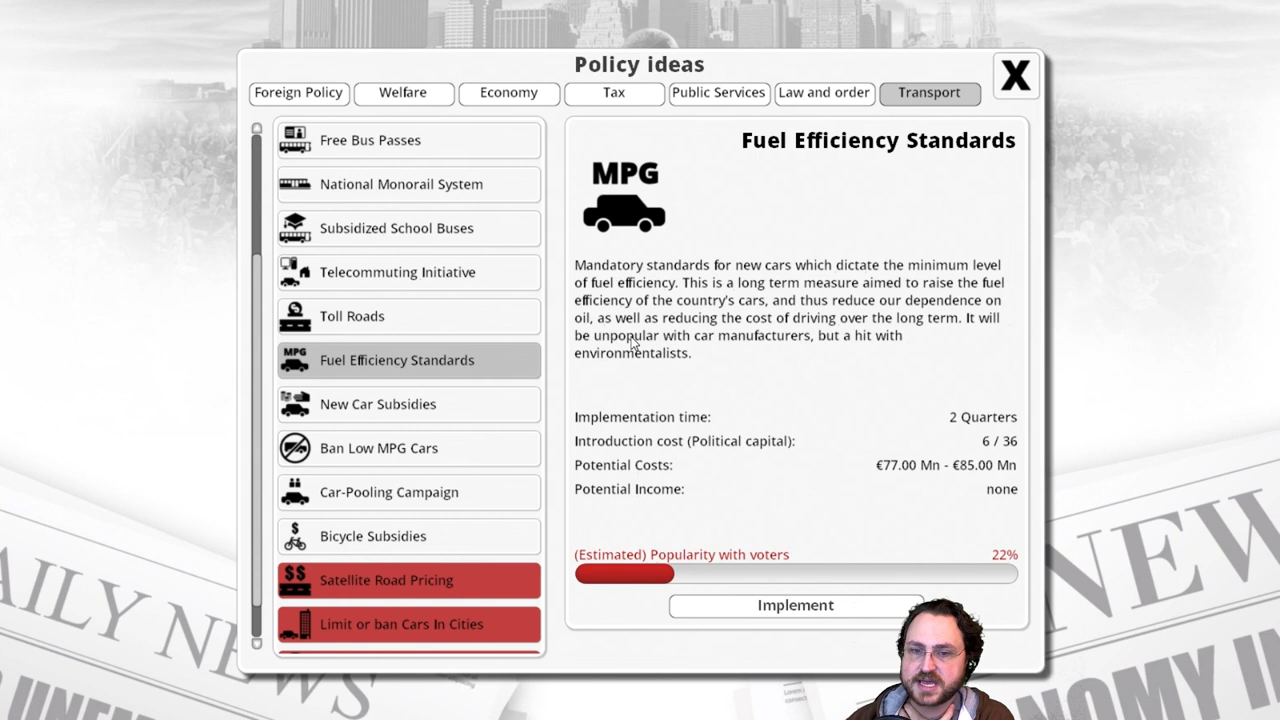 Policy ideas
X
Foreign Policy
Welfare
Economy
Tax
Public Services
Law and order
Transport
Free Bus Passes
National Monorail System
Subsidized School Buses
Telecommuting Initiative
Toll Roads
MPG
Fuel Efficiency Standards
New Car Subsidies
Ban Low MPG Cars
Car-Pooling Campaign
$
Bicycle Subsidies
$$
Satellite Road Pricing
Limit or ban Cars In Cities
Fuel Efficiency Standards
MPG
Mandatory standards for new cars which dictate the minimum level
of fuel efficiency. This is a long term measure aimed to raise the fuel
efficiency of the country's cars, and thus reduce our dependence on
oil, as well as reducing the cost of driving over the long term. It will
be unpopular with car manufacturers, but a hit with
environmentalists.
Implementation time: 2 Quarters
Introduction cost (Political capital): 6 / 36
Potential Costs: €77.00 Mn - €85.00 Mn
Potential Income: none
(Estimated) Popularity with voters 22%
Implement
AILY NEWS
NEW